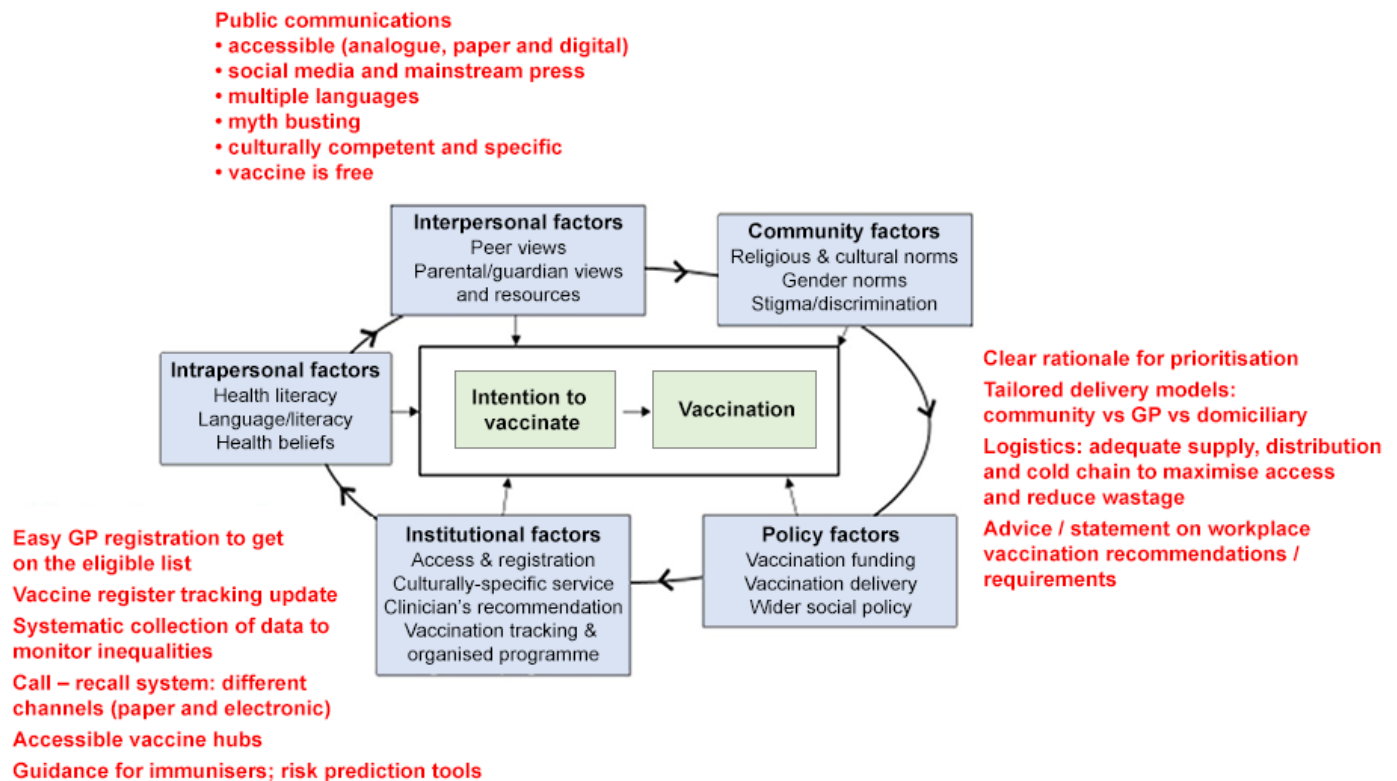 Public communications
• accessible (analogue, paper and digital)
• social media and mainstream press
• multiple languages
• myth busting
• culturally competent and specific
• vaccine is free
Interpersonal factors
Peer views
Parental/guardian views
and resources
Community factors
Religious & cultural norms
Gender norms
Stigma/discrimination
Intrapersonal factors
Health literacy
Language/literacy
Health beliefs
Intention to
vaccinate
Vaccination
Clear rationale for prioritisation
Tailored delivery models:
community vs GP vs domiciliary
Logistics: adequate supply, distribution
and cold chain to maximise access
and reduce wastage
Advice / statement on workplace
vaccination recommendations /
requirements
Institutional factors
Access & registration
Culturally-specific service
Clinician's recommendation
Vaccination tracking &
organised programme
Policy factors
Vaccination funding
Vaccination delivery
Wider social policy
Easy GP registration to get
on the eligible list
Vaccine register tracking update
Systematic collection of data to
monitor inequalities
Call – recall system: different
channels (paper and electronic)
Accessible vaccine hubs
Guidance for immunisers; risk prediction tools